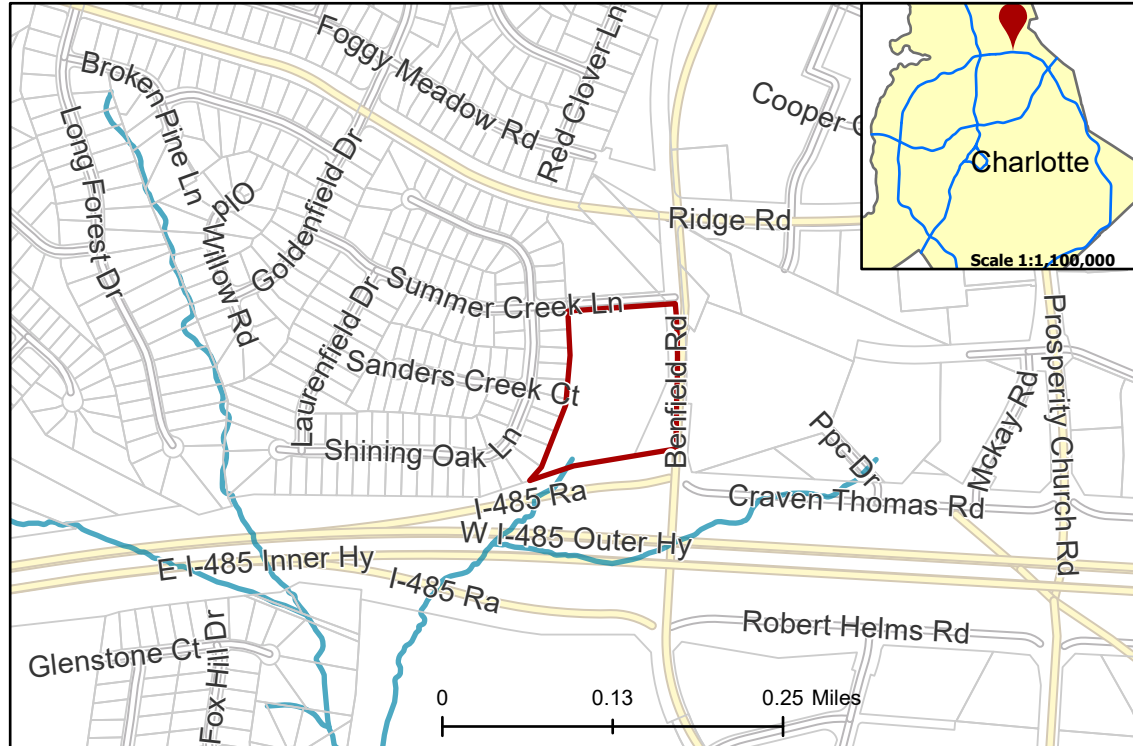 Foggy Meadow Rd
Red Clover Ln
Cooper C
Charlotte
Scale 1:1,100,000
Broken Pine Ln
Long Forest Dr
Old Willow Rd
Goldenfield Dr
Ridge Rd
Laurenfield Dr
Summer Creek Ln
Sanders Creek Ct
Shining Oak Ln
Benfield Rd
Prosperity Church Rd
Mckay Rd
Ppc Dr
Craven Thomas Rd
I-485 Ra
W I-485 Outer Hy
E I-485 Inner Hy
I-485 Ra
Robert Helms Rd
Glenstone Ct
Fox Hill Dr
0 0.13 0.25 Miles